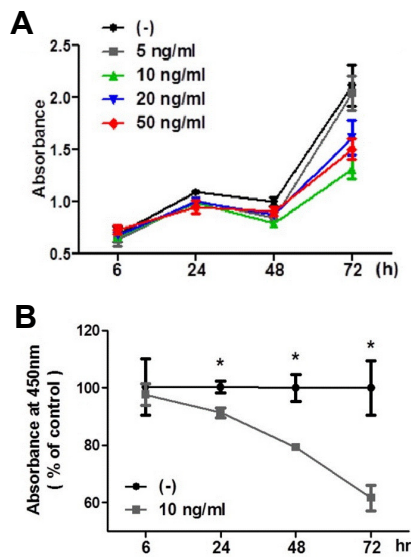 A
(-)
5 ng/ml
10 ng/ml
20 ng/ml
50 ng/ml
Absorbance
2.5
2.0
1.5
1.0
0.5
6 24 48 72 (h)
B
Absorbance at 450nm
( % of control )
120
100
80
60
* * *
(-)
10 ng/ml
6 24 48 72 hr